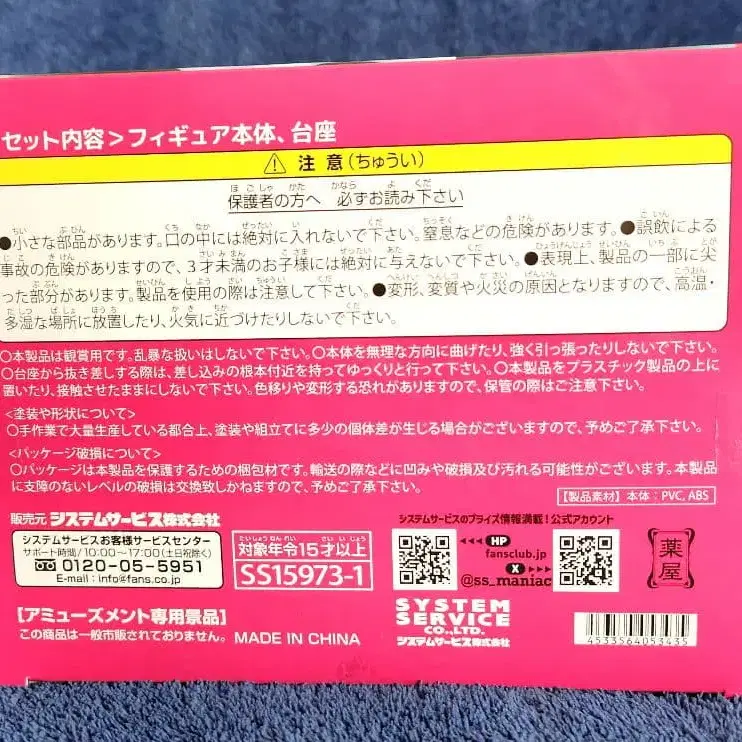 セット内容＞フィギュア本体、台座
⚠ 注意(ちゅうい)
保護者の方へ 必ずお読み下さい
●小さな部品があります。口の中には絶対に入れないで下さい。窒息などの危険があります。●誤飲による
事故の危険がありますので、3才未満のお子様には絶対に与えないで下さい。●表現上、製品の一部に尖
った部分があります。製品を使用の際は注意して下さい。●変形、変質や火災の原因となりますので、高温・
多湿な場所に放置したり、火気に近づけたりしないで下さい。
○本製品は観賞用です。乱暴な扱いはしないで下さい。○本体を無理な方向に曲げたり、強く引っ張ったりしないで下さい。
○台座から抜き差しする際は、差し込みの根本付近を持ってゆっくりと行って下さい。○本製品をプラスチック製品の上に
置いたり、接触させたままにしないで下さい。色移りや変形する恐れがありますので、保管の際はご注意下さい。
<塗装や形状について>
○手作業で大量生産している都合上、塗装や組立てに多少の個体差が生じる場合がございますので、予めご了承下さい。
<パッケージ破損について>
○パッケージは本製品を保護するための梱包材です。輸送の際などに凹みや破損及び汚れる可能性がございます。本製品
に支障のないレベルの破損は交換致しかねますので、予めご了承下さい。
【製品素材】本体：PVC, ABS
販売元 システムサービス株式会社
システムサービスお客様サービスセンター
サポート時間／10:00～17:00(土日祝除く)
0120-05-5951
E-mail：info@fans.co.jp
たいしょうねんれい さいいじょう
対象年令15才以上
SS15973-1
システムサービスのプライズ情報満載！公式アカウント
◀◀◀ HP
fansclub.jp
X ▶▶▶
@ss_maniac
薬屋
【アミューズメント専用景品】
この商品は一般市販されておりません。
MADE IN CHINA
SYSTEM
SERVICE
CO.,LTD.
システムサービス株式会社
4533564053435